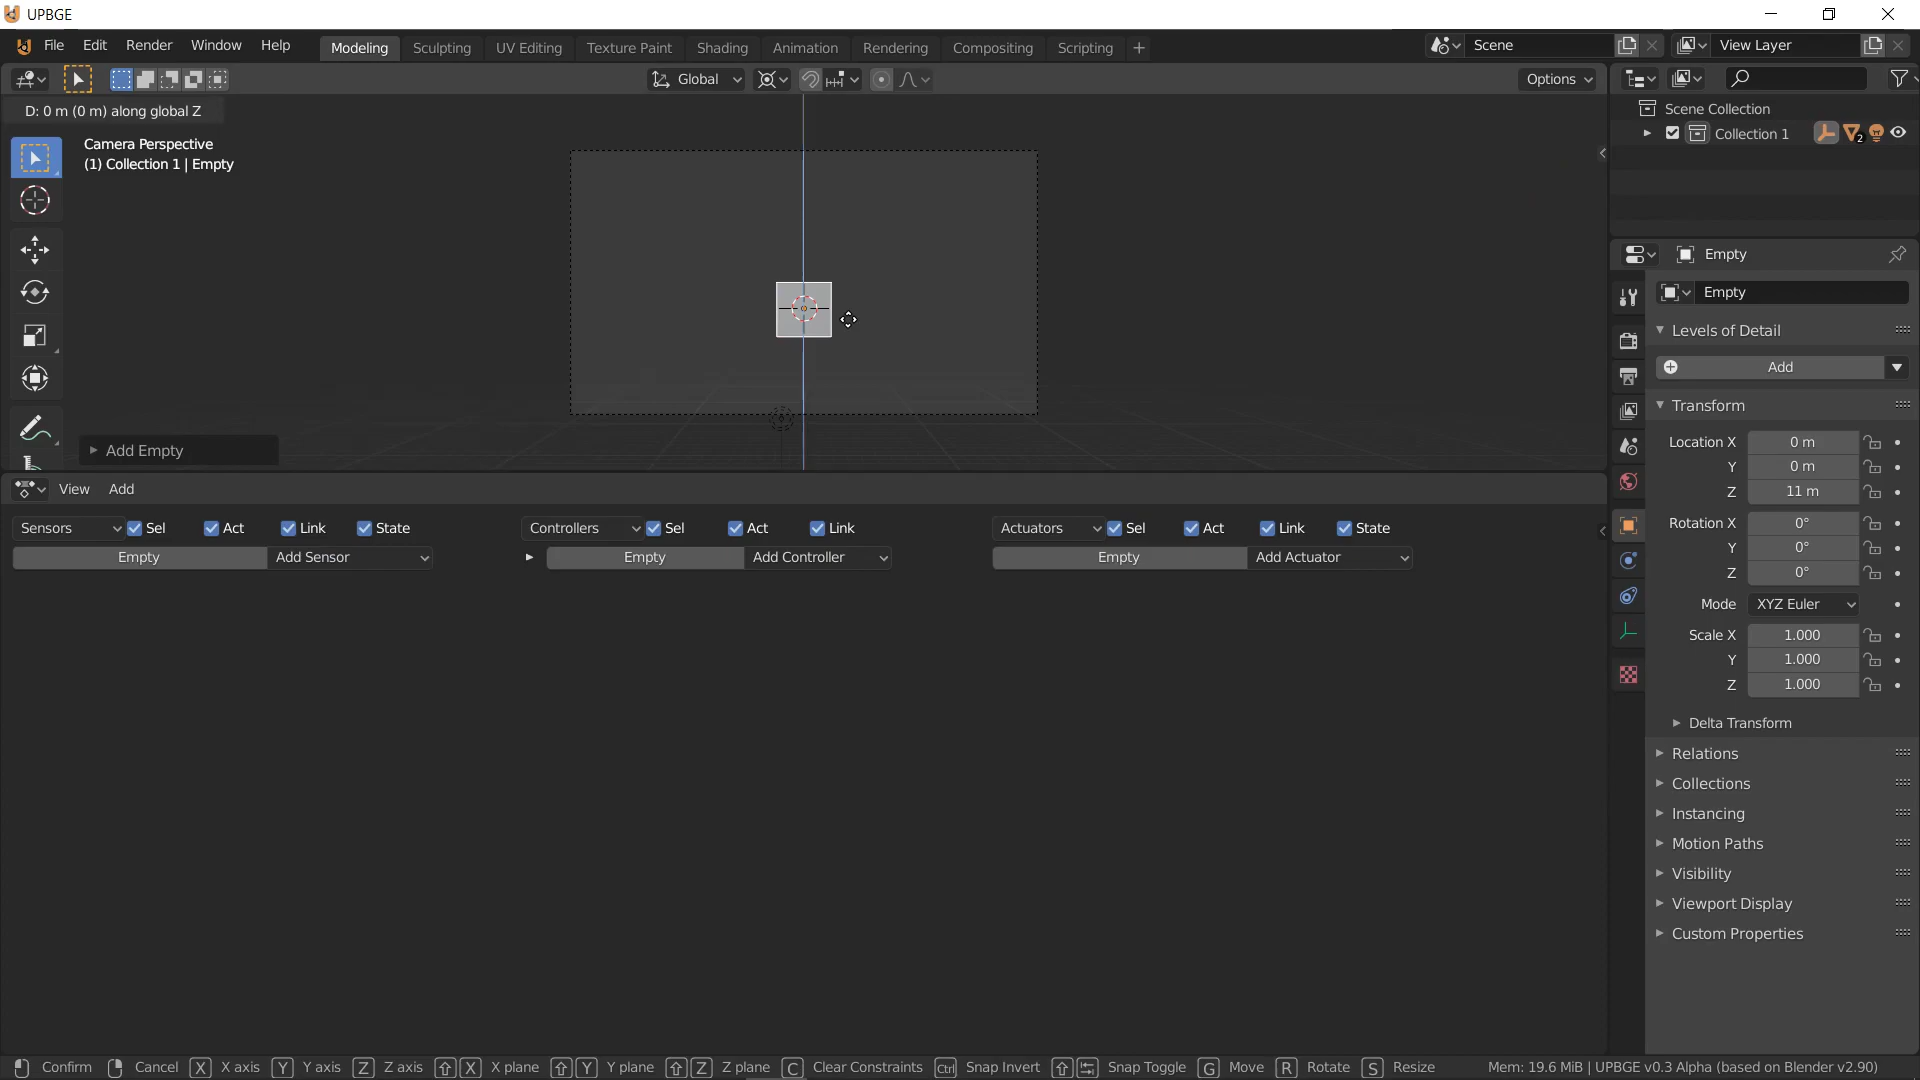 UPBGE
File Edit Render Window Help Modeling Sculpting UV Editing Texture Paint Shading Animation Rendering Compositing Scripting + Scene View Layer
Global Options
D: 0 m (0 m) along global Z
Scene Collection
Collection 1 2
Camera Perspective
(1) Collection 1 | Empty
Empty
Empty
Levels of Detail
Add
Transform
Location X 0 m
Y 0 m
Z 11 m
Rotation X 0°
Y 0°
Z 0°
Mode XYZ Euler
Scale X 1.000
Y 1.000
Z 1.000
Delta Transform
Relations
Collections
Instancing
Motion Paths
Visibility
Viewport Display
Custom Properties
Add Empty
View Add
Sensors Sel Act Link State Controllers Sel Act Link Actuators Sel Act Link State
Empty Add Sensor Empty Add Controller Empty Add Actuator
Confirm Cancel X X axis Y Y axis Z Z axis X X plane Y Y plane Z Z plane C Clear Constraints Ctrl Snap Invert Snap Toggle G Move R Rotate S Resize Mem: 19.6 MiB | UPBGE v0.3 Alpha (based on Blender v2.90)